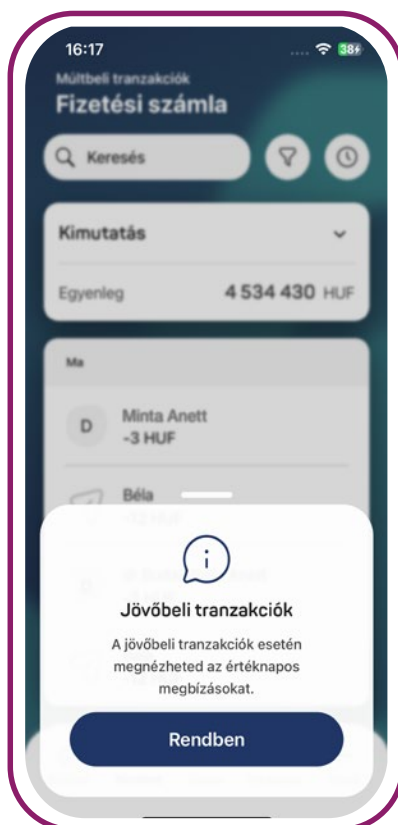 16:17
38
Múltbeli tranzakciók
Fizetési számla
Keresés
Kimutatás
Egyenleg 4 534 430 HUF
Ma
D Minta Anett
-3 HUF
Béla
Jövőbeli tranzakciók
A jövőbeli tranzakciók esetén
megnézheted az értéknapos
megbízásokat.
Rendben